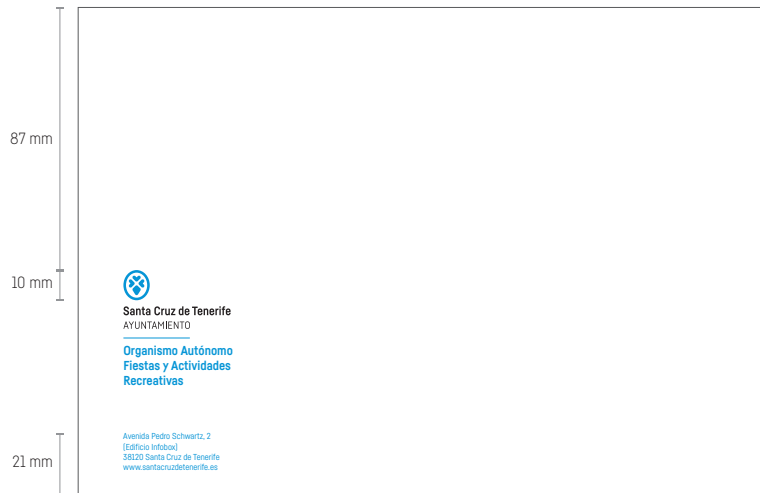 87 mm
10 mm
Santa Cruz de Tenerife
AYUNTAMIENTO
Organismo Autónomo
Fiestas y Actividades
Recreativas
Avenida Pedro Schwartz, 2
[Edificio Infobox]
38120 Santa Cruz de Tenerife
www.santacruzdetenerife.es
21 mm